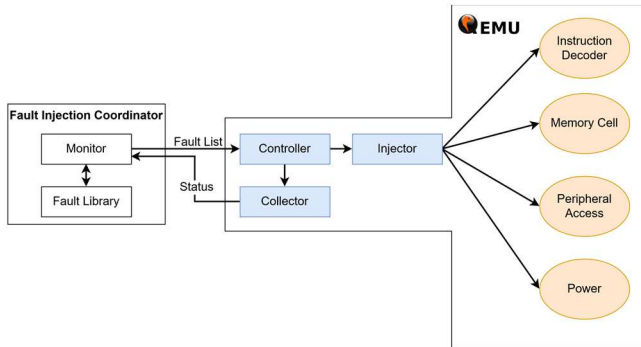 QEMU
Instruction
Decoder
Fault Injection Coordinator
Memory Cell
Monitor
Fault List
Controller
Injector
Status
Fault Library
Collector
Peripheral
Access
Power